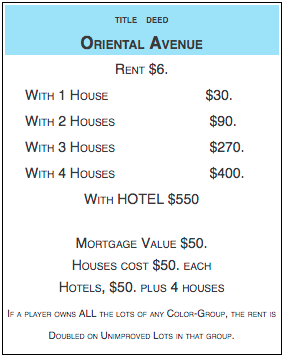 TITLE DEED
ORIENTAL AVENUE
RENT $6.
WITH 1 HOUSE $30.
WITH 2 HOUSES $90.
WITH 3 HOUSES $270.
WITH 4 HOUSES $400.
WITH HOTEL $550
MORTGAGE VALUE $50.
HOUSES COST $50. EACH
HOTELS, $50. PLUS 4 HOUSES
IF A PLAYER OWNS ALL THE LOTS OF ANY COLOR-GROUP, THE RENT IS
DOUBLED ON UNIMPROVED LOTS IN THAT GROUP.